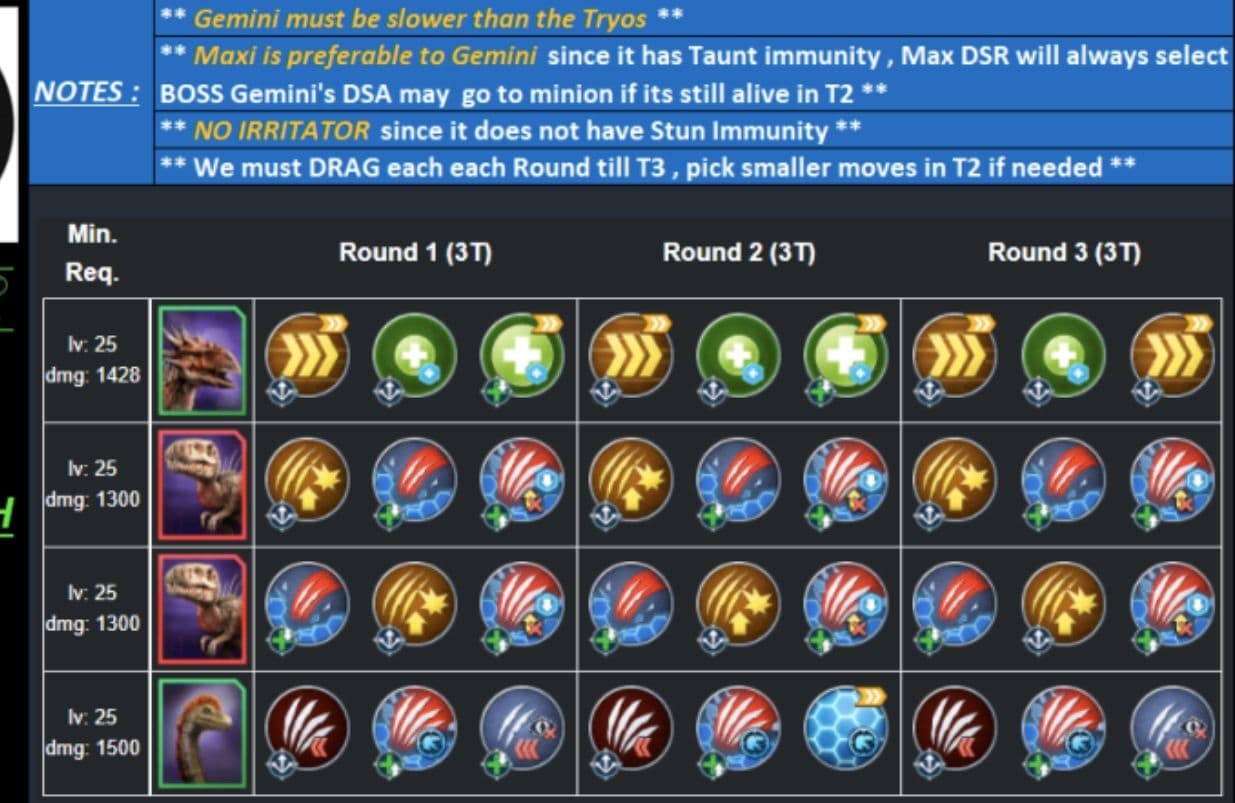 ** Gemini must be slower than the Tryos **
** Maxi is preferable to Gemini since it has Taunt immunity , Max DSR will always select
NOTES :
BOSS Gemini's DSA may go to minion if its still alive in T2 **
** NO IRRITATOR since it does not have Stun Immunity **
** We must DRAG each each Round till T3 , pick smaller moves in T2 if needed **
Min.
Req.
Round 1 (3T)
Round 2 (3T)
Round 3 (3T)
lv: 25
dmg: 1428
lv: 25
dmg: 1300
lv: 25
dmg: 1300
lv: 25
dmg: 1500